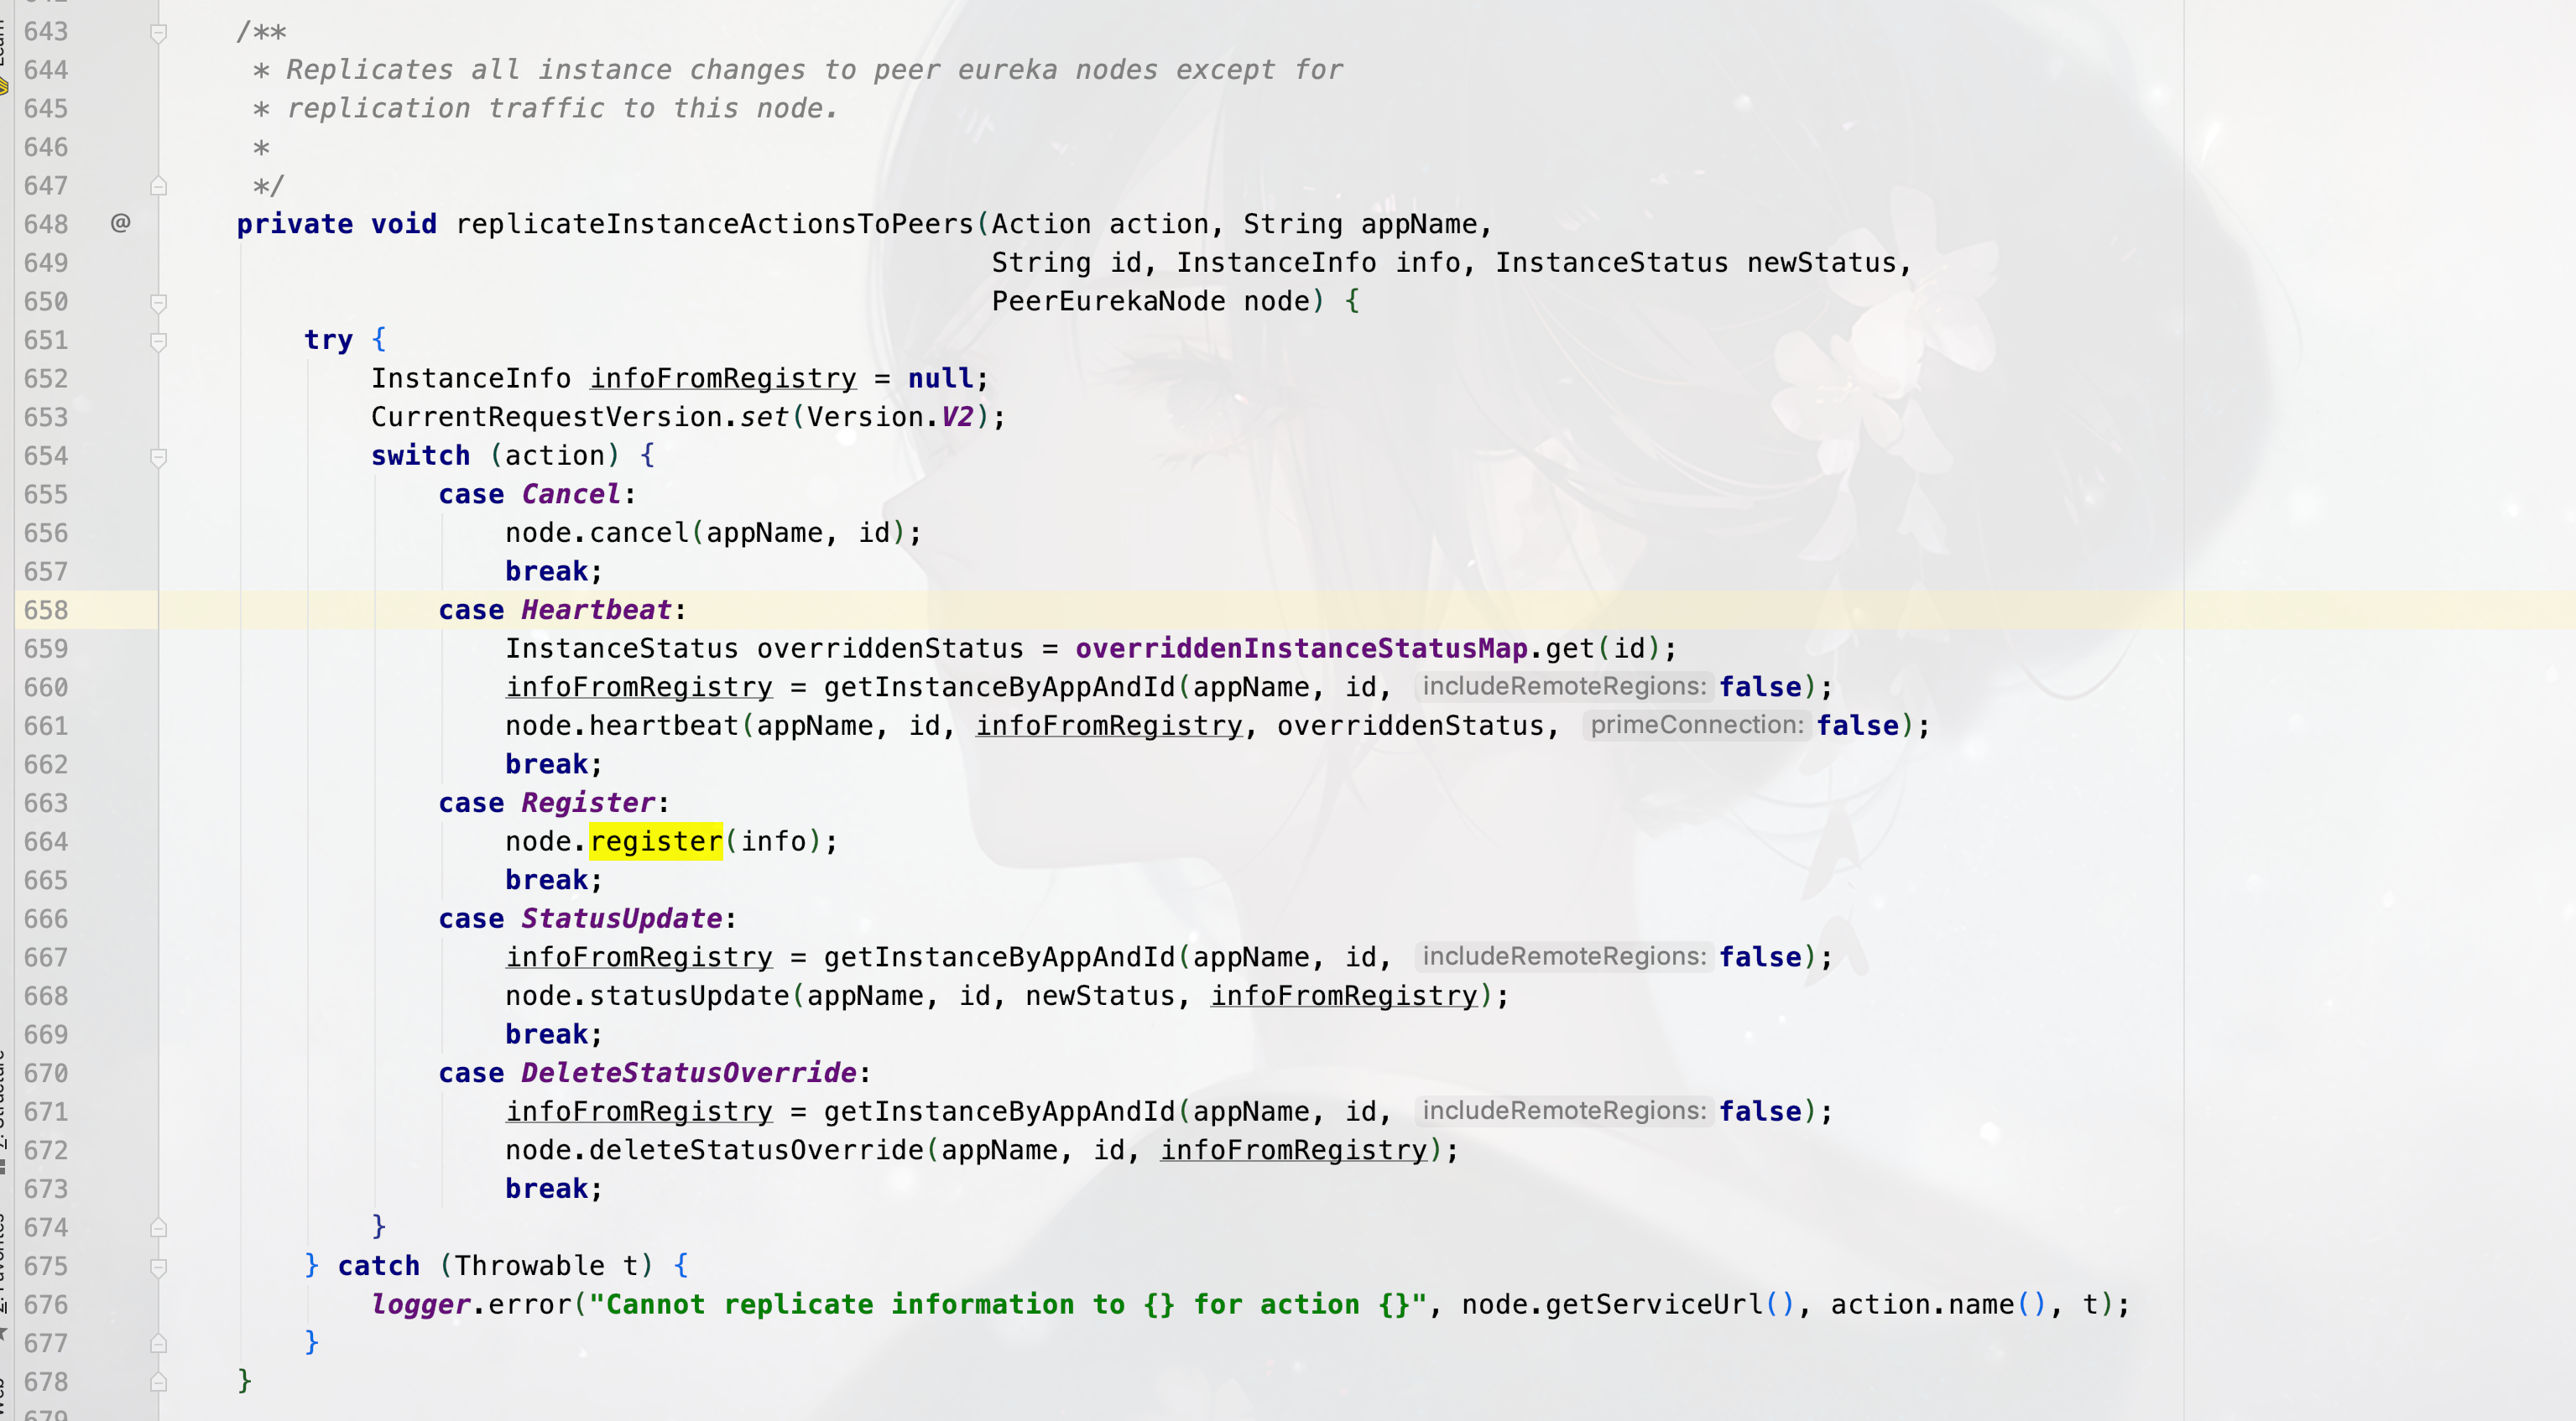 643 /**
644 * Replicates all instance changes to peer eureka nodes except for
645 * replication traffic to this node.
646 *
647 */
648 @ private void replicateInstanceActionsToPeers(Action action, String appName,
649 String id, InstanceInfo info, InstanceStatus newStatus,
650 PeerEurekaNode node) {
651 try {
652 InstanceInfo infoFromRegistry = null;
653 CurrentRequestVersion.set(Version.V2);
654 switch (action) {
655 case Cancel:
656 node.cancel(appName, id);
657 break;
658 case Heartbeat:
659 InstanceStatus overriddenStatus = overriddenInstanceStatusMap.get(id);
660 infoFromRegistry = getInstanceByAppAndId(appName, id, includeRemoteRegions: false);
661 node.heartbeat(appName, id, infoFromRegistry, overriddenStatus, primeConnection: false);
662 break;
663 case Register:
664 node.register(info);
665 break;
666 case StatusUpdate:
667 infoFromRegistry = getInstanceByAppAndId(appName, id, includeRemoteRegions: false);
668 node.statusUpdate(appName, id, newStatus, infoFromRegistry);
669 break;
670 case DeleteStatusOverride:
671 infoFromRegistry = getInstanceByAppAndId(appName, id, includeRemoteRegions: false);
672 node.deleteStatusOverride(appName, id, infoFromRegistry);
673 break;
674 }
675 } catch (Throwable t) {
676 logger.error("Cannot replicate information to {} for action {}", node.getServiceUrl(), action.name(), t);
677 }
678 }
679